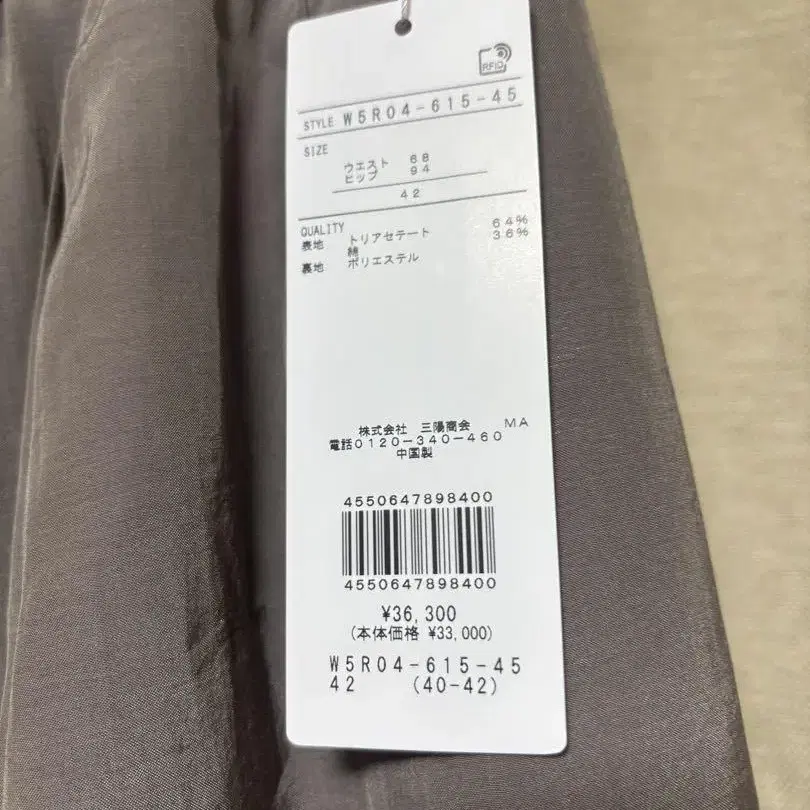 RFID
STYLE W5R04-615-45
SIZE
ウエスト 68
ヒップ 94
42
QUALITY
表地 トリアセテート 64%
綿 36%
裏地 ポリエステル
株式会社 三陽商会 MA
電話0120-340-460
中国製
4550647898400
4550647898400
¥36,300
(本体価格 ¥33,000)
W5R04-615-45
42 (40-42)